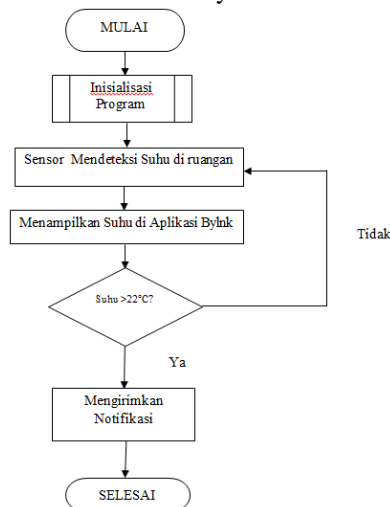 MULAI
Inisialisasi
Program
Sensor Mendeteksi Suhu di ruangan
Menampilkan Suhu di Aplikasi Bylnk
Tidak
Suhu >22°C?
Ya
Mengirimkan
Notifikasi
SELESAI